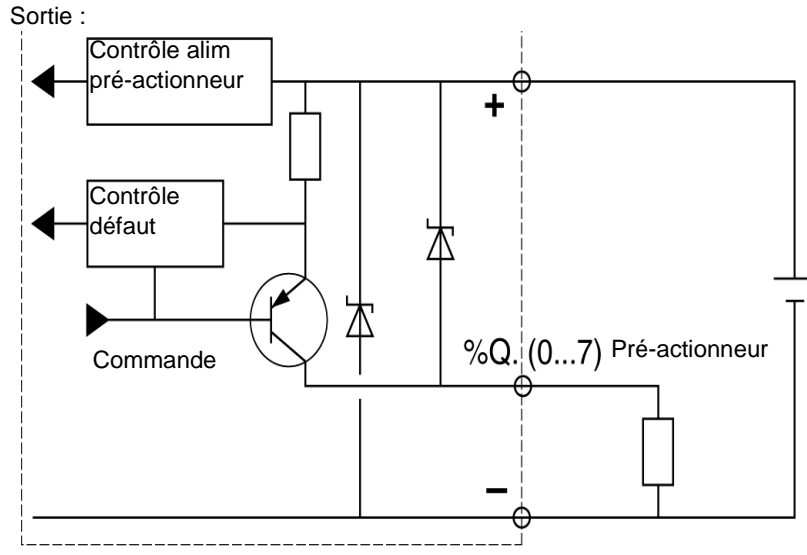 Sortie :
Contrôle alim
pré-actionneur
+
Contrôle
défaut
Commande
%Q. (0...7) Pré-actionneur
–